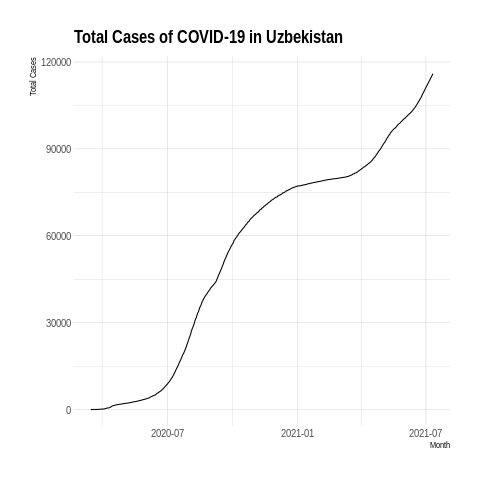 Total Cases of COVID-19 in Uzbekistan
Total Cases
120000
90000
60000
30000
0
2020-07
2021-01
2021-07
Month